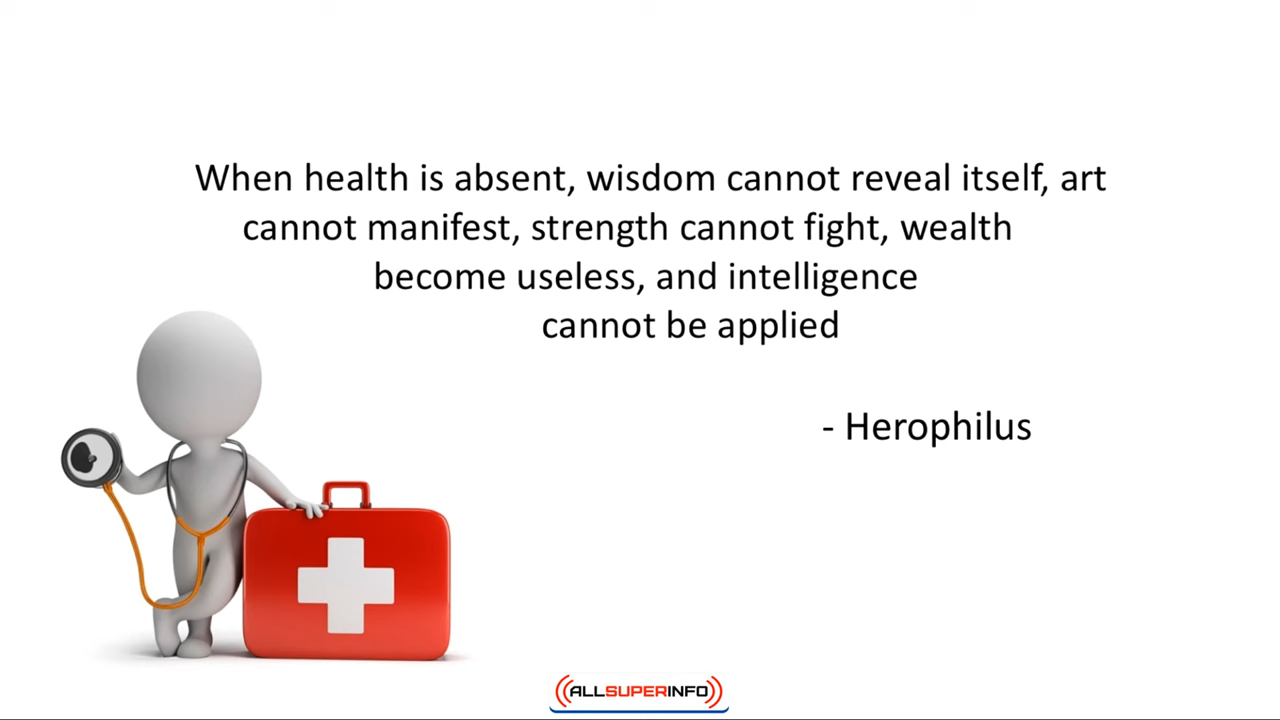 When health is absent, wisdom cannot reveal itself, art
cannot manifest, strength cannot fight, wealth
become useless, and intelligence
cannot be applied
- Herophilus
ALLSUPERINFO